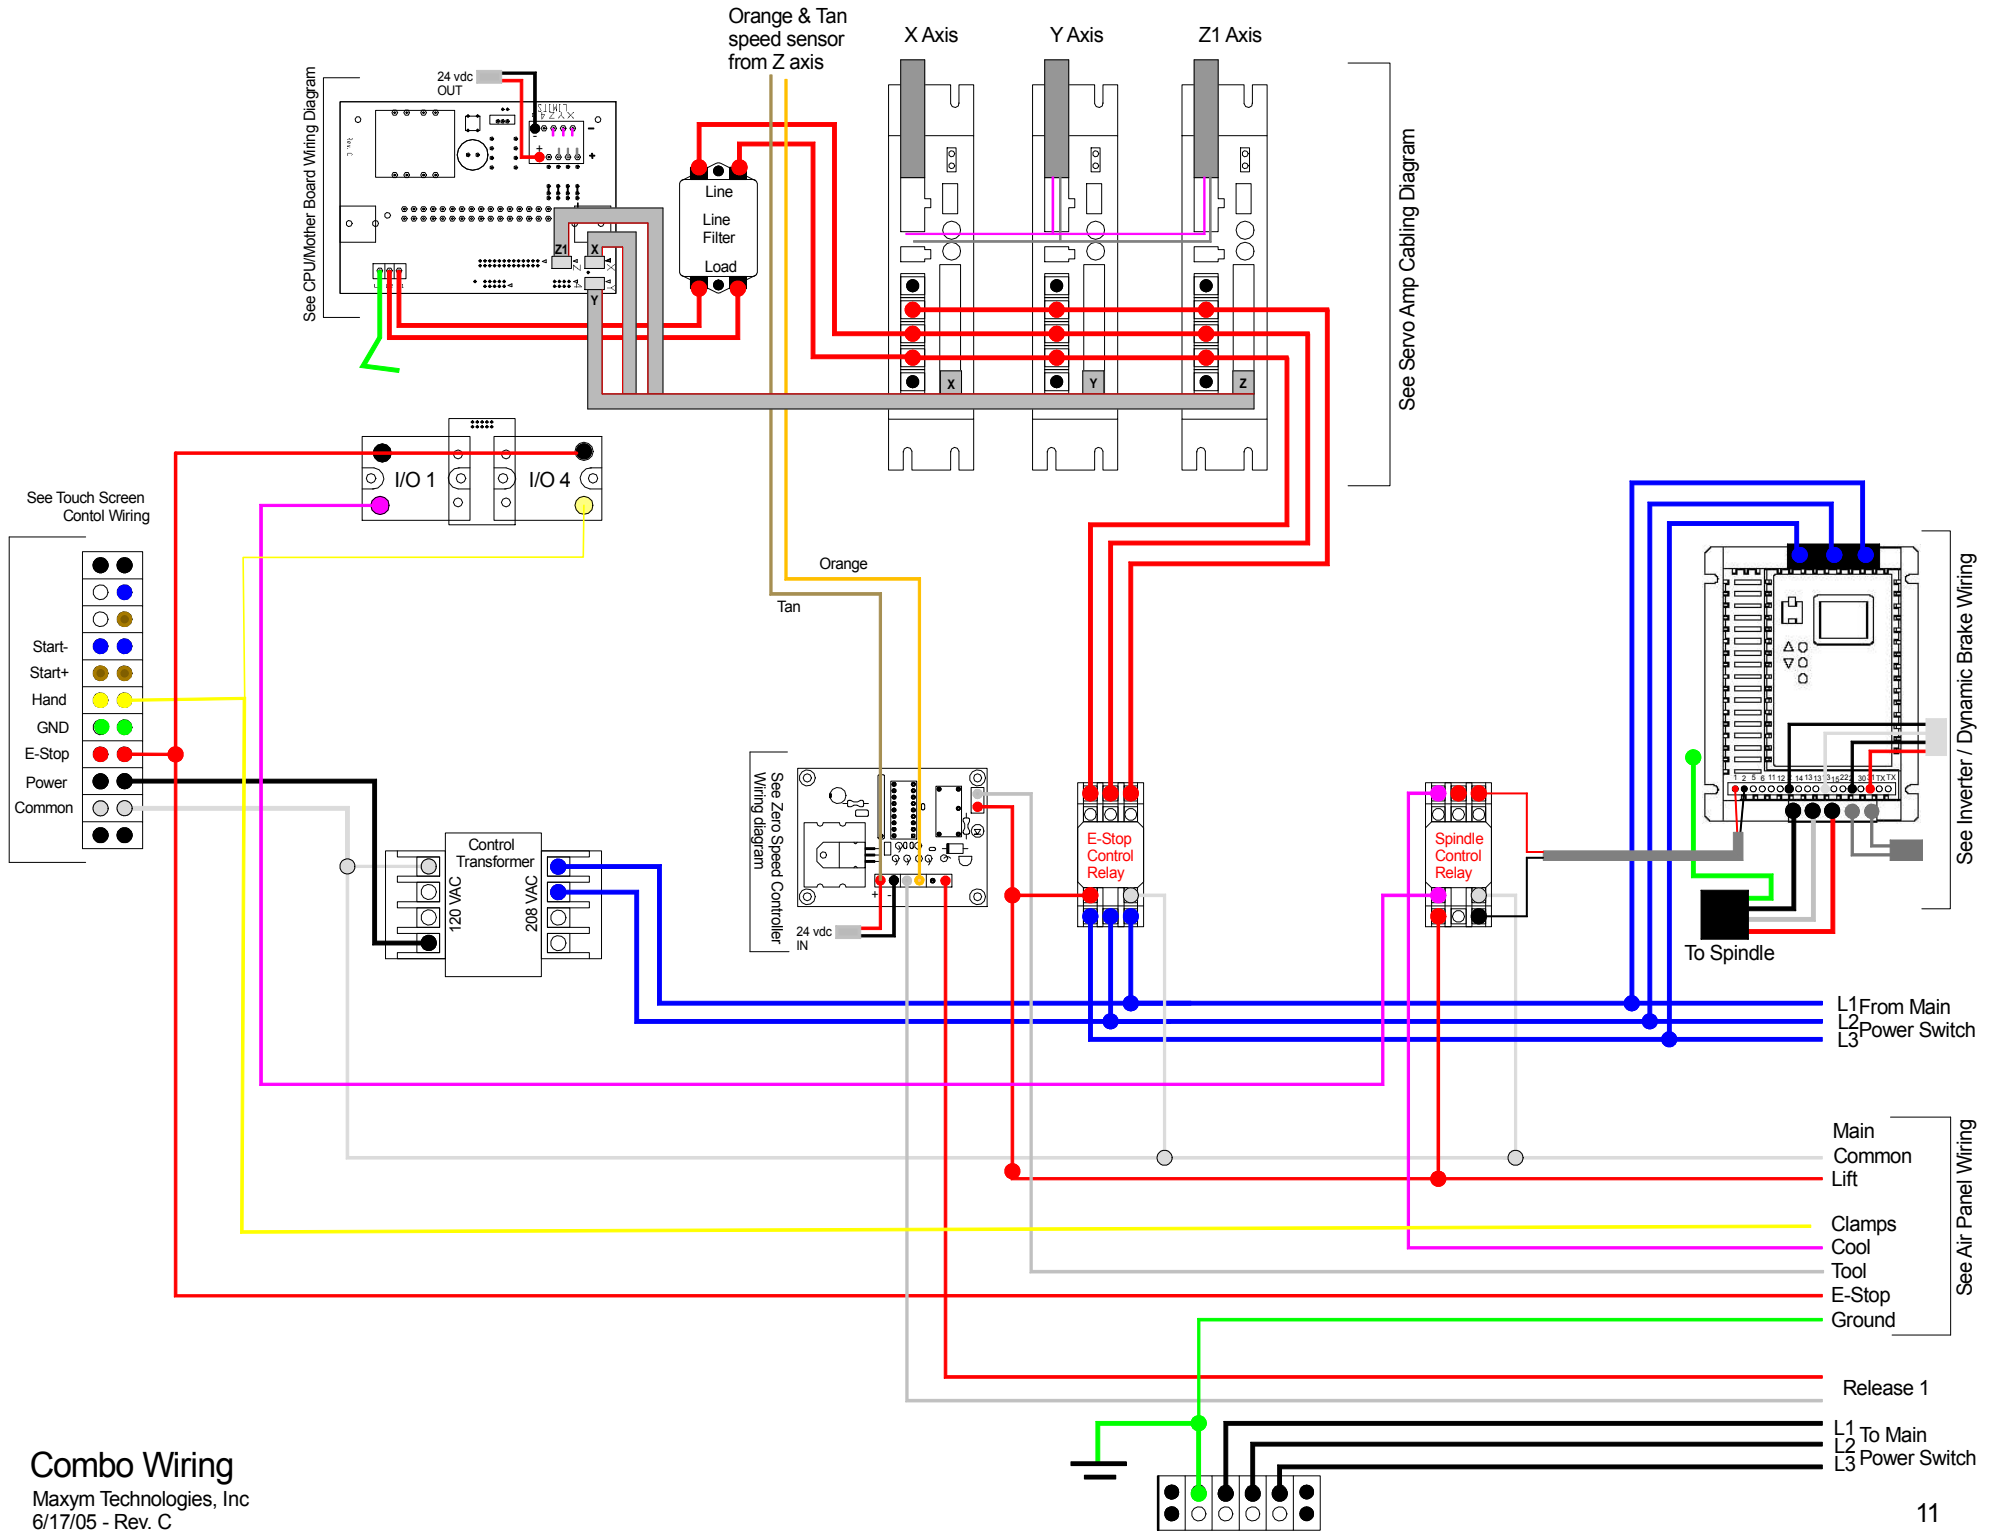 Orange & Tan
speed sensor
from Z axis
X Axis
Y Axis
Z1 Axis
24 vdc
OUT
See CPU/Mother Board Wiring Diagram
LIMITS
XYZ4
Rev. C
Line
Line
Filter
Load
Z1
X
Y
X
Y
Z
See Servo Amp Cabling Diagram
I/O 1
I/O 4
See Touch Screen
Contol Wiring
Start-
Start+
Hand
GND
E-Stop
Power
Common
Orange
Tan
Control
Transformer
120 VAC
208 VAC
See Zero Speed Controller
Wiring diagram
24 vdc
IN
+ -
E-Stop
Control
Relay
Spindle
Control
Relay
See Inverter / Dynamic Brake Wiring
To Spindle
L1
L2
L3
From Main
Power Switch
Main
Common
Lift
Clamps
Cool
Tool
E-Stop
Ground
See Air Panel Wiring
Release 1
L1
L2
L3
To Main
Power Switch
Combo Wiring
Maxym Technologies, Inc
6/17/05 - Rev. C
11